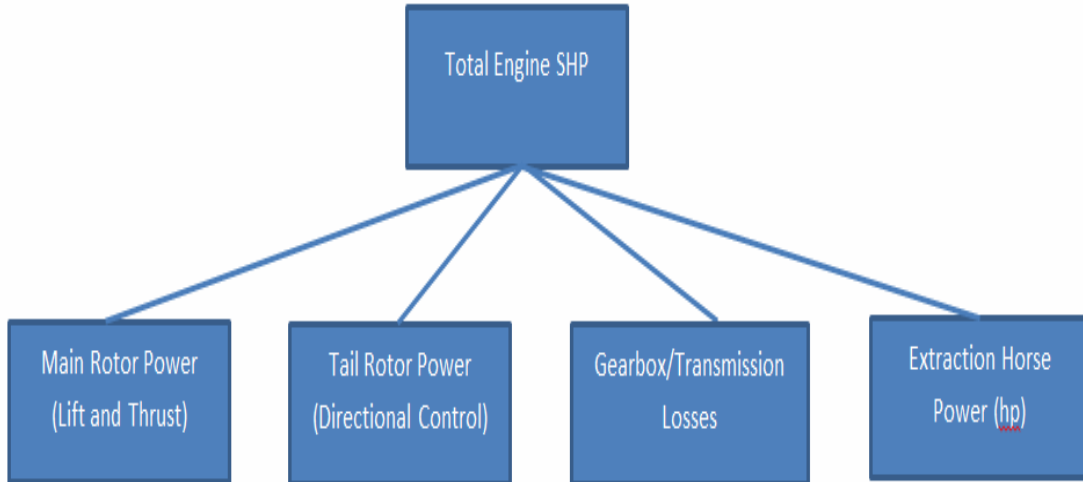 Total Engine SHP
Main Rotor Power
(Lift and Thrust)
Tail Rotor Power
(Directional Control)
Gearbox/Transmission
Losses
Extraction Horse
Power (hp)